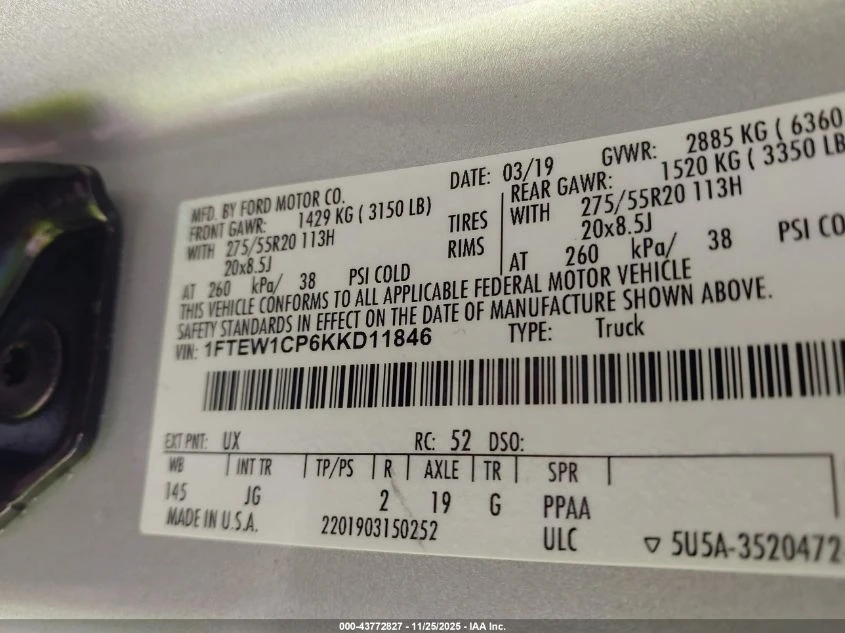 MFD. BY FORD MOTOR CO.
DATE: 03/19 GVWR: 2885 KG ( 6360
FRONT GAWR: 1429 KG ( 3150 LB)
REAR GAWR: 1520 KG ( 3350 LB
WITH 275/55R20 113H TIRES WITH 275/55R20 113H
20x8.5J RIMS 20x8.5J
AT 260 kPa/ 38 PSI COLD AT 260 kPa/ 38 PSI CO
THIS VEHICLE CONFORMS TO ALL APPLICABLE FEDERAL MOTOR VEHICLE
SAFETY STANDARDS IN EFFECT ON THE DATE OF MANUFACTURE SHOWN ABOVE.
VIN: 1FTEW1CP6KKD11846 TYPE: Truck
EXT PNT: UX RC: 52 DSO:
WB INT TR TP/PS R AXLE TR SPR
145 JG 2 19 G PPAA
MADE IN U.S.A. 2201903150252 ULC ▽ 5U5A-3520472
000-43772827 - 11/25/2025 - IAA Inc.